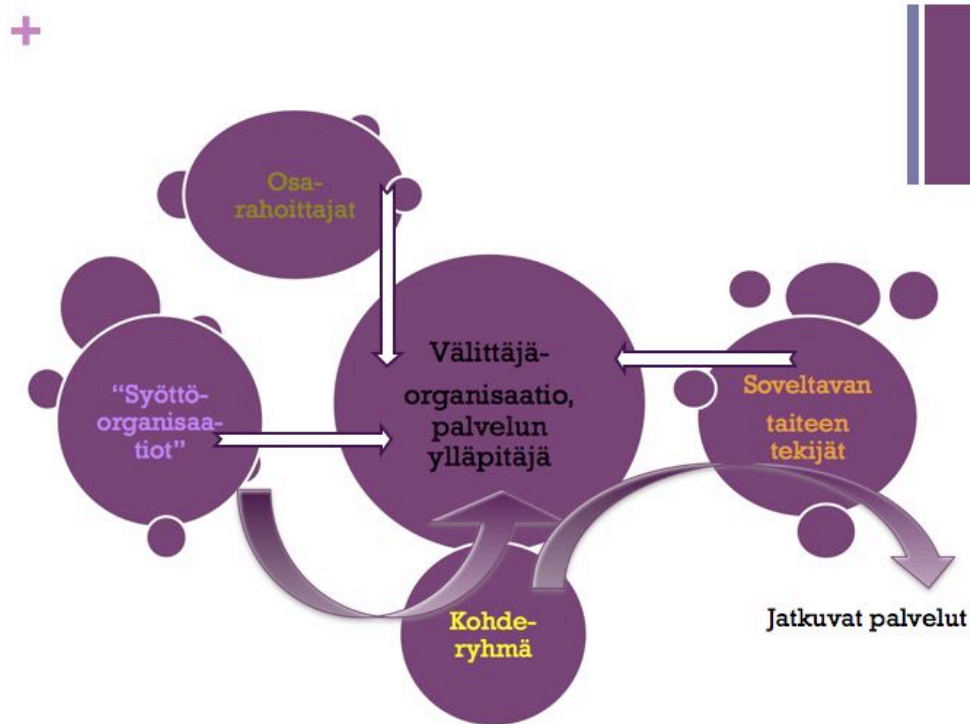 +
Osa-
rahoittajat
"Syöttö-
organisaa-
tiot"
Välittäjä-
organisaatio,
palvelun
ylläpitäjä
Soveltavan
taiteen
tekijät
Kohde-
ryhmä
Jatkuvat palvelut